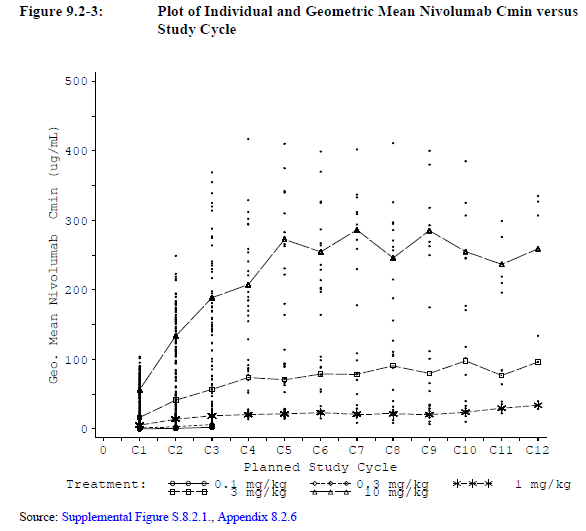 Figure 9.2-3: Plot of Individual and Geometric Mean Nivolumab Cmin versus
Study Cycle
Geo. Mean Nivolumab Cmin (ug/mL)
500
400
300
200
100
0
0 C1 C2 C3 C4 C5 C6 C7 C8 C9 C10 C11 C12
Planned Study Cycle
Treatment: 0.1 mg/kg 0.3 mg/kg 1 mg/kg
3 mg/kg 10 mg/kg
Source: Supplemental Figure S.8.2.1., Appendix 8.2.6